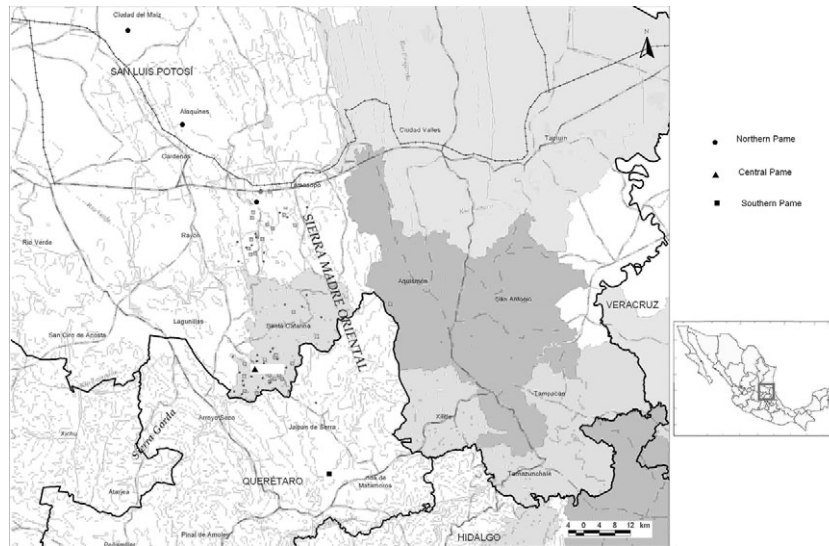 Ciudad del Maíz
N
SAN LUIS POTOSÍ
Alaquines
Ciudad Valles
Tamuín
Cárdenas
Northern Pame
Central Pame
Southern Pame
Tamasopo
Rayón
SIERRA MADRE ORIENTAL
Rio Verde
Aquismón
San Antonio
VERACRUZ
Lagunillas
Santa Catarina
San Ciro de Acosta
Tampacán
Arroyo Seco
Xilitla
Jalpan de Serra
Xichú
Sierra Gorda
Tamazunchale
QUERÉTARO
Landa de Matamoros
Atarjea
Pinal de Amoles
HIDALGO
4 0 4 8 12 km